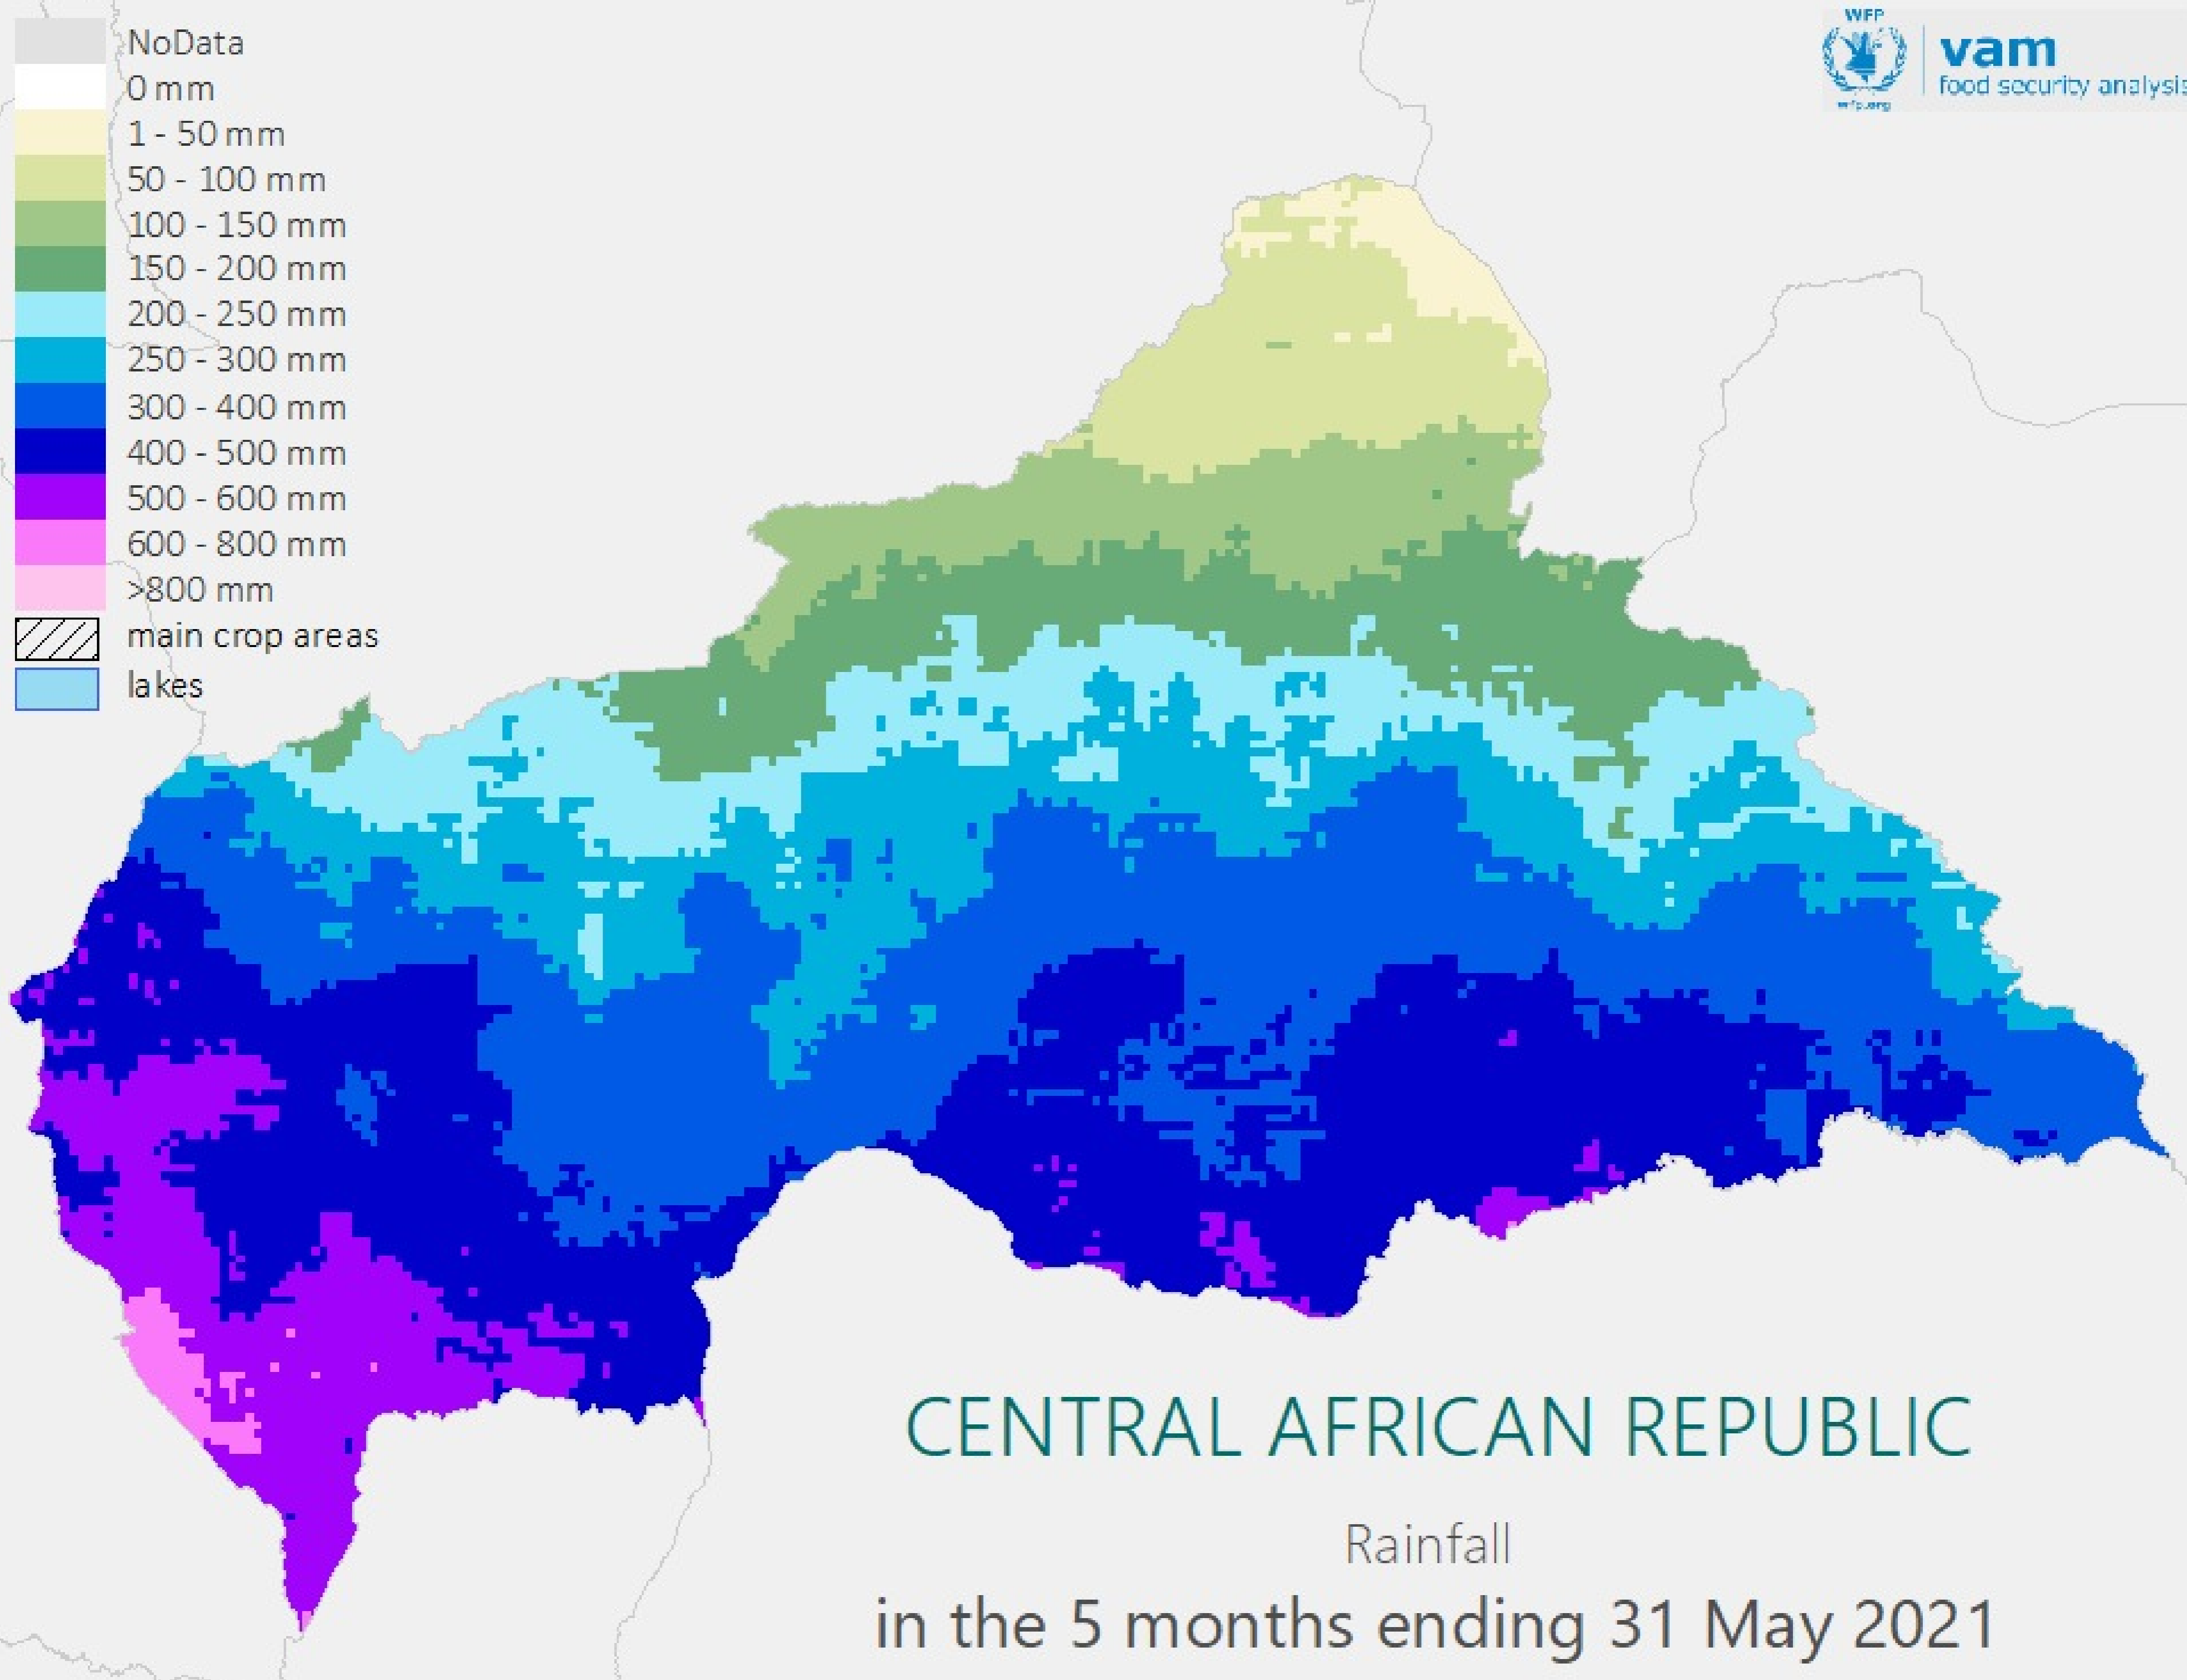 NoData
0 mm
1 - 50 mm
50 - 100 mm
100 - 150 mm
150 - 200 mm
200 - 250 mm
250 - 300 mm
300 - 400 mm
400 - 500 mm
500 - 600 mm
600 - 800 mm
>800 mm
main crop areas
lakes
WFP
wfp.org
vam
food security analysis
CENTRAL AFRICAN REPUBLIC
Rainfall
in the 5 months ending 31 May 2021